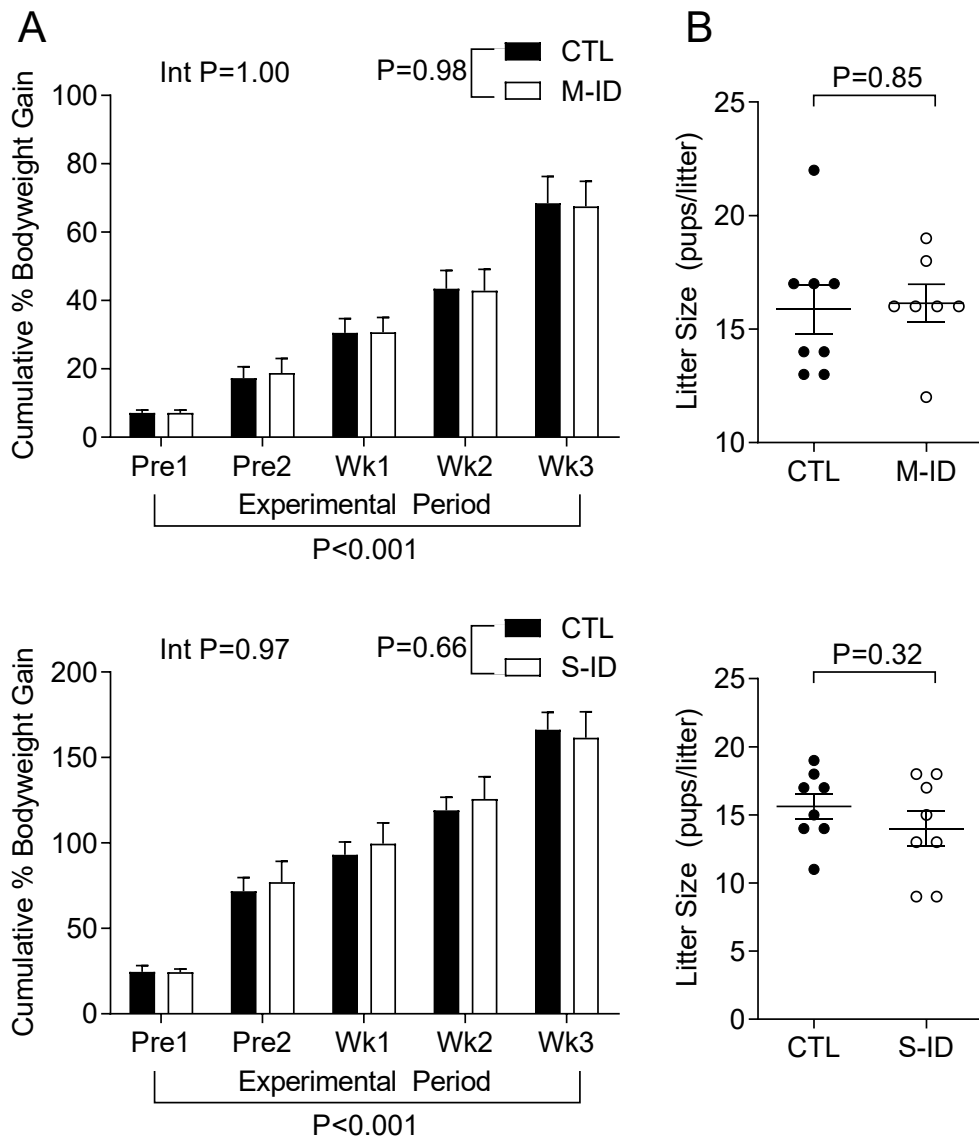 A
Int P=1.00
P=0.98
CTL
M-ID
Cumulative % Bodyweight Gain
100
80
60
40
20
0
Pre1 Pre2 Wk1 Wk2 Wk3
Experimental Period
P<0.001
B
P=0.85
Litter Size (pups/litter)
25
20
15
10
CTL M-ID
Int P=0.97
P=0.66
CTL
S-ID
Cumulative % Bodyweight Gain
200
150
100
50
0
Pre1 Pre2 Wk1 Wk2 Wk3
Experimental Period
P<0.001
P=0.32
Litter Size (pups/litter)
25
20
15
10
5
0
CTL S-ID